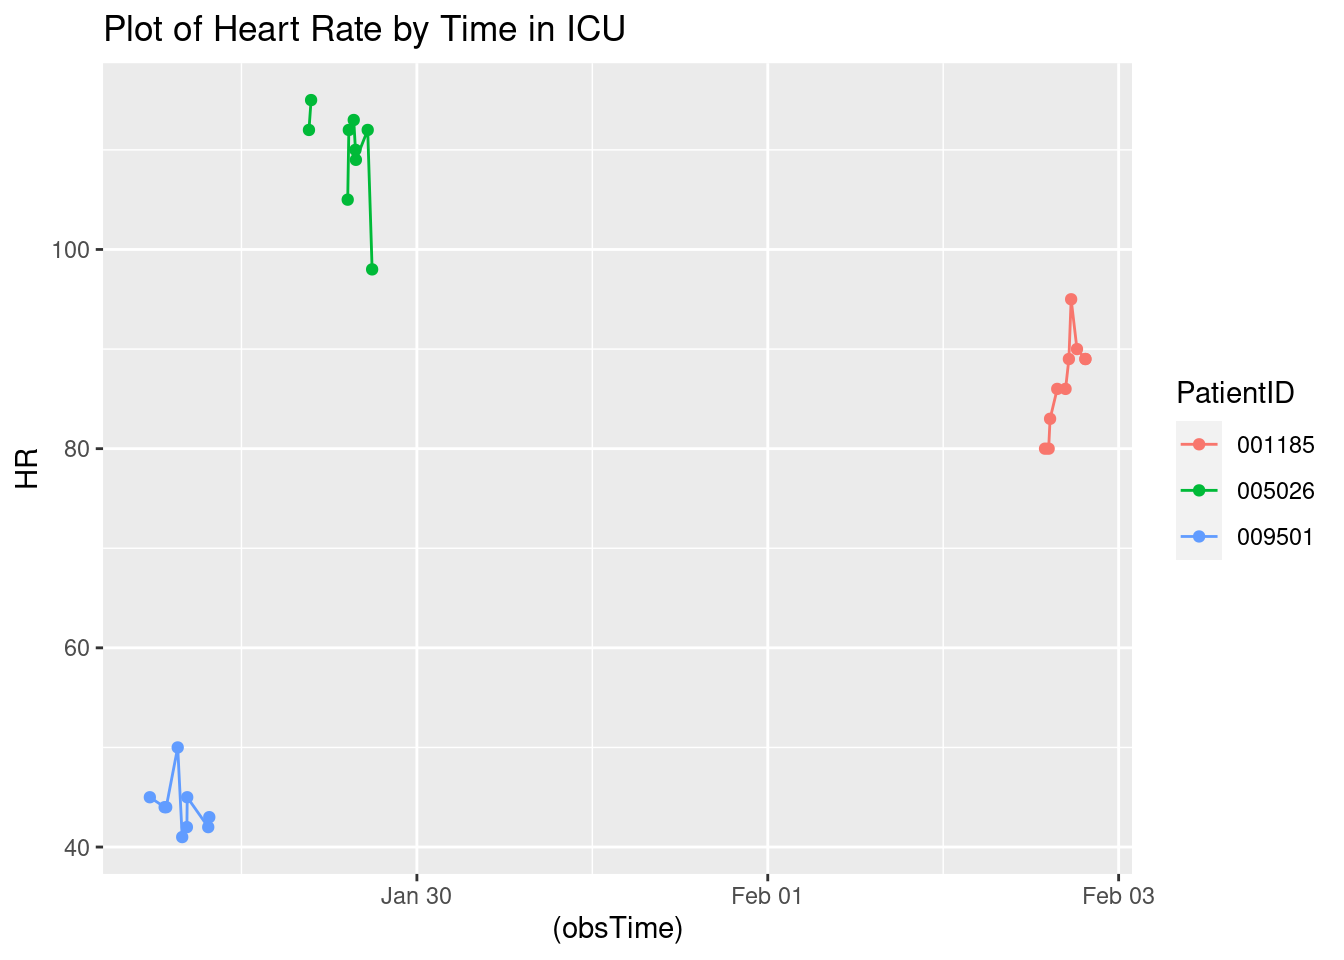 Plot of Heart Rate by Time in ICU
HR
100
80
60
40
Jan 30
Feb 01
Feb 03
(obsTime)
PatientID
001185
005026
009501